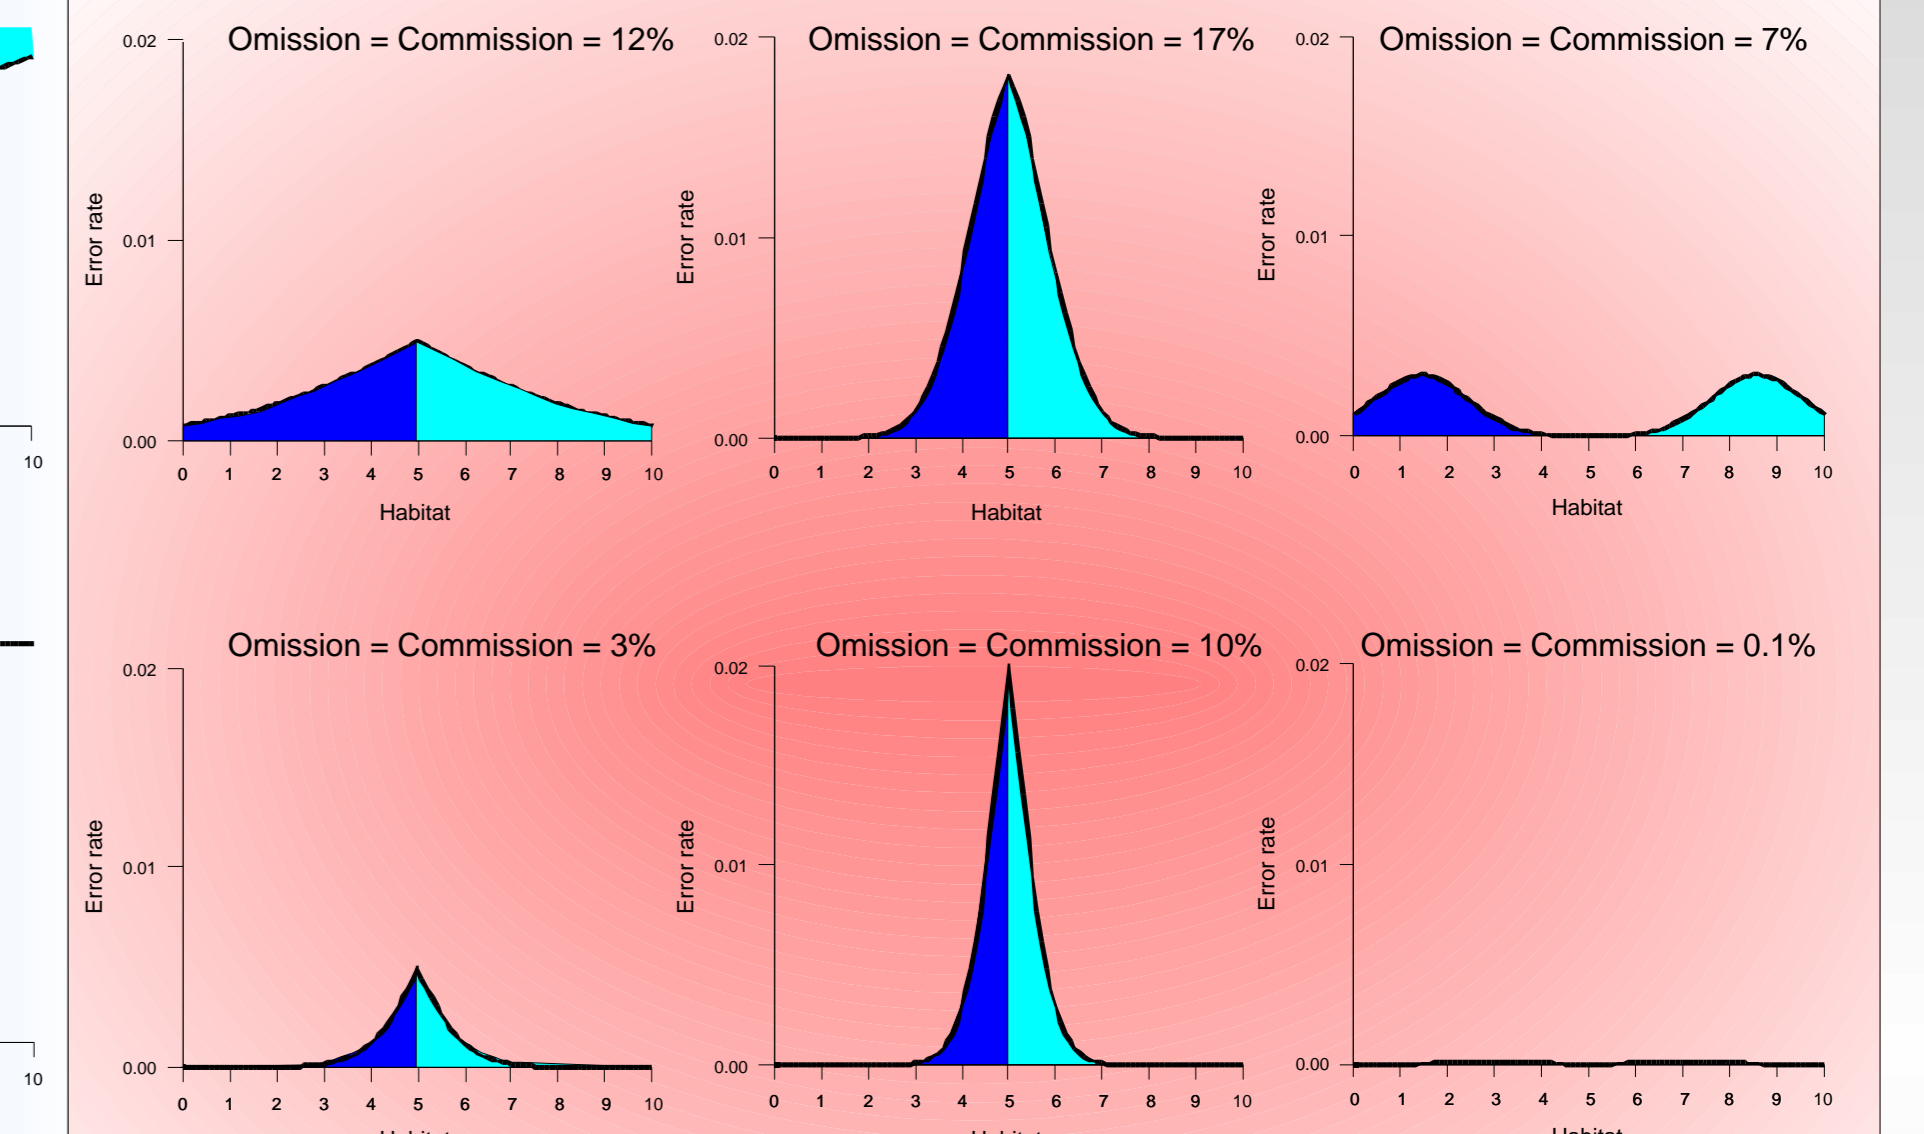 10
10
Omission = Commission = 12%
0.02
0.01
0.00
Error rate
0 1 2 3 4 5 6 7 8 9 10
Habitat
Omission = Commission = 17%
0.02
0.01
0.00
Error rate
0 1 2 3 4 5 6 7 8 9 10
Habitat
Omission = Commission = 7%
0.02
0.01
0.00
Error rate
0 1 2 3 4 5 6 7 8 9 10
Habitat
Omission = Commission = 3%
0.02
0.01
0.00
Error rate
0 1 2 3 4 5 6 7 8 9 10
Habitat
Omission = Commission = 10%
0.02
0.01
0.00
Error rate
0 1 2 3 4 5 6 7 8 9 10
Habitat
Omission = Commission = 0.1%
0.02
0.01
0.00
Error rate
0 1 2 3 4 5 6 7 8 9 10
Habitat